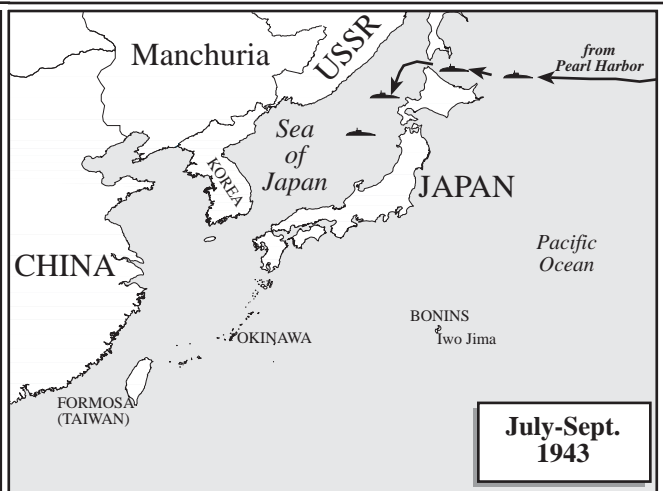 Manchuria
USSR
from
Pearl Harbor
Sea
of
Japan
KOREA
JAPAN
CHINA
Pacific
Ocean
BONINS
Iwo Jima
OKINAWA
FORMOSA
(TAIWAN)
July-Sept.
1943